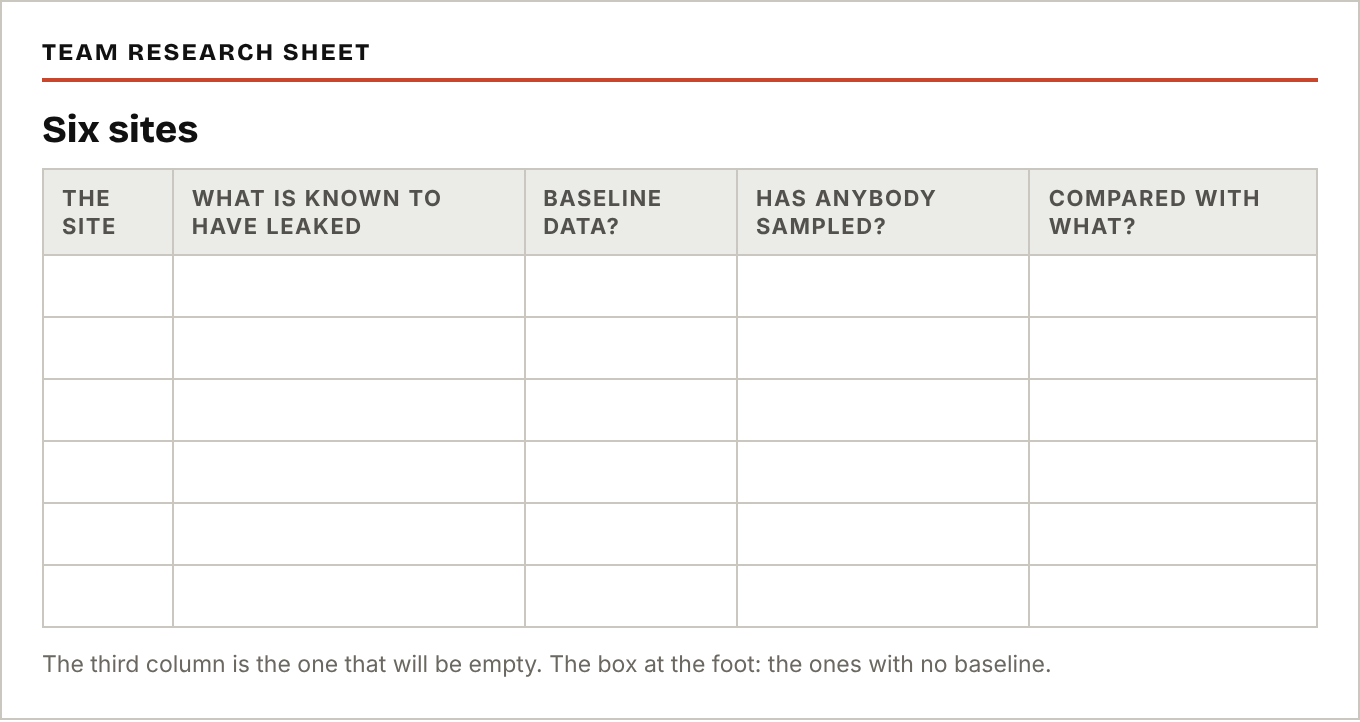 TEAM RESEARCH SHEET
Six sites
THE SITE
WHAT IS KNOWN TO HAVE LEAKED
BASELINE DATA?
HAS ANYBODY SAMPLED?
COMPARED WITH WHAT?
The third column is the one that will be empty. The box at the foot: the ones with no baseline.